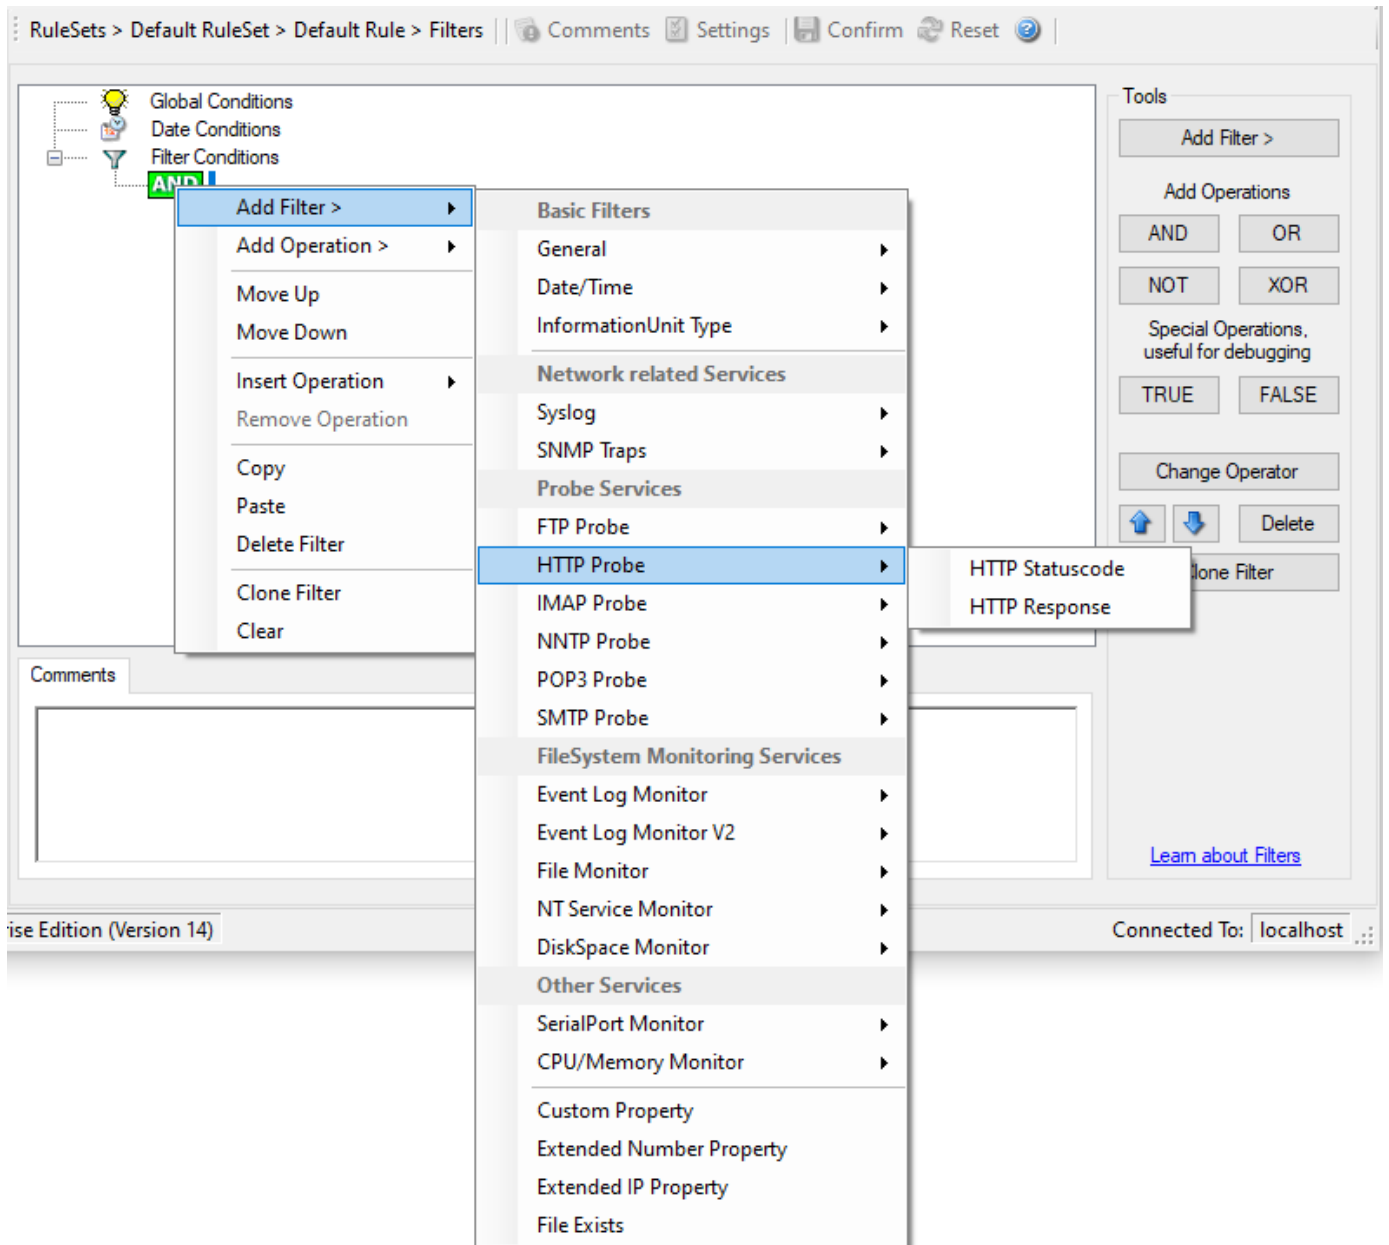 RuleSets > Default RuleSet > Default Rule > Filters Comments Settings Confirm Reset
Global Conditions
Date Conditions
Filter Conditions
AND
Add Filter >
Add Operation >
Move Up
Move Down
Insert Operation
Remove Operation
Copy
Paste
Delete Filter
Clone Filter
Clear
Basic Filters
General
Date/Time
InformationUnit Type
Network related Services
Syslog
SNMP Traps
Probe Services
FTP Probe
HTTP Probe
IMAP Probe
NNTP Probe
POP3 Probe
SMTP Probe
FileSystem Monitoring Services
Event Log Monitor
Event Log Monitor V2
File Monitor
NT Service Monitor
DiskSpace Monitor
Other Services
SerialPort Monitor
CPU/Memory Monitor
Custom Property
Extended Number Property
Extended IP Property
File Exists
HTTP Statuscode
HTTP Response
Tools
Add Filter >
Add Operations
AND OR
NOT XOR
Special Operations,
useful for debugging
TRUE FALSE
Change Operator
Delete
lone Filter
Learn about Filters
Comments
rise Edition (Version 14)
Connected To: localhost